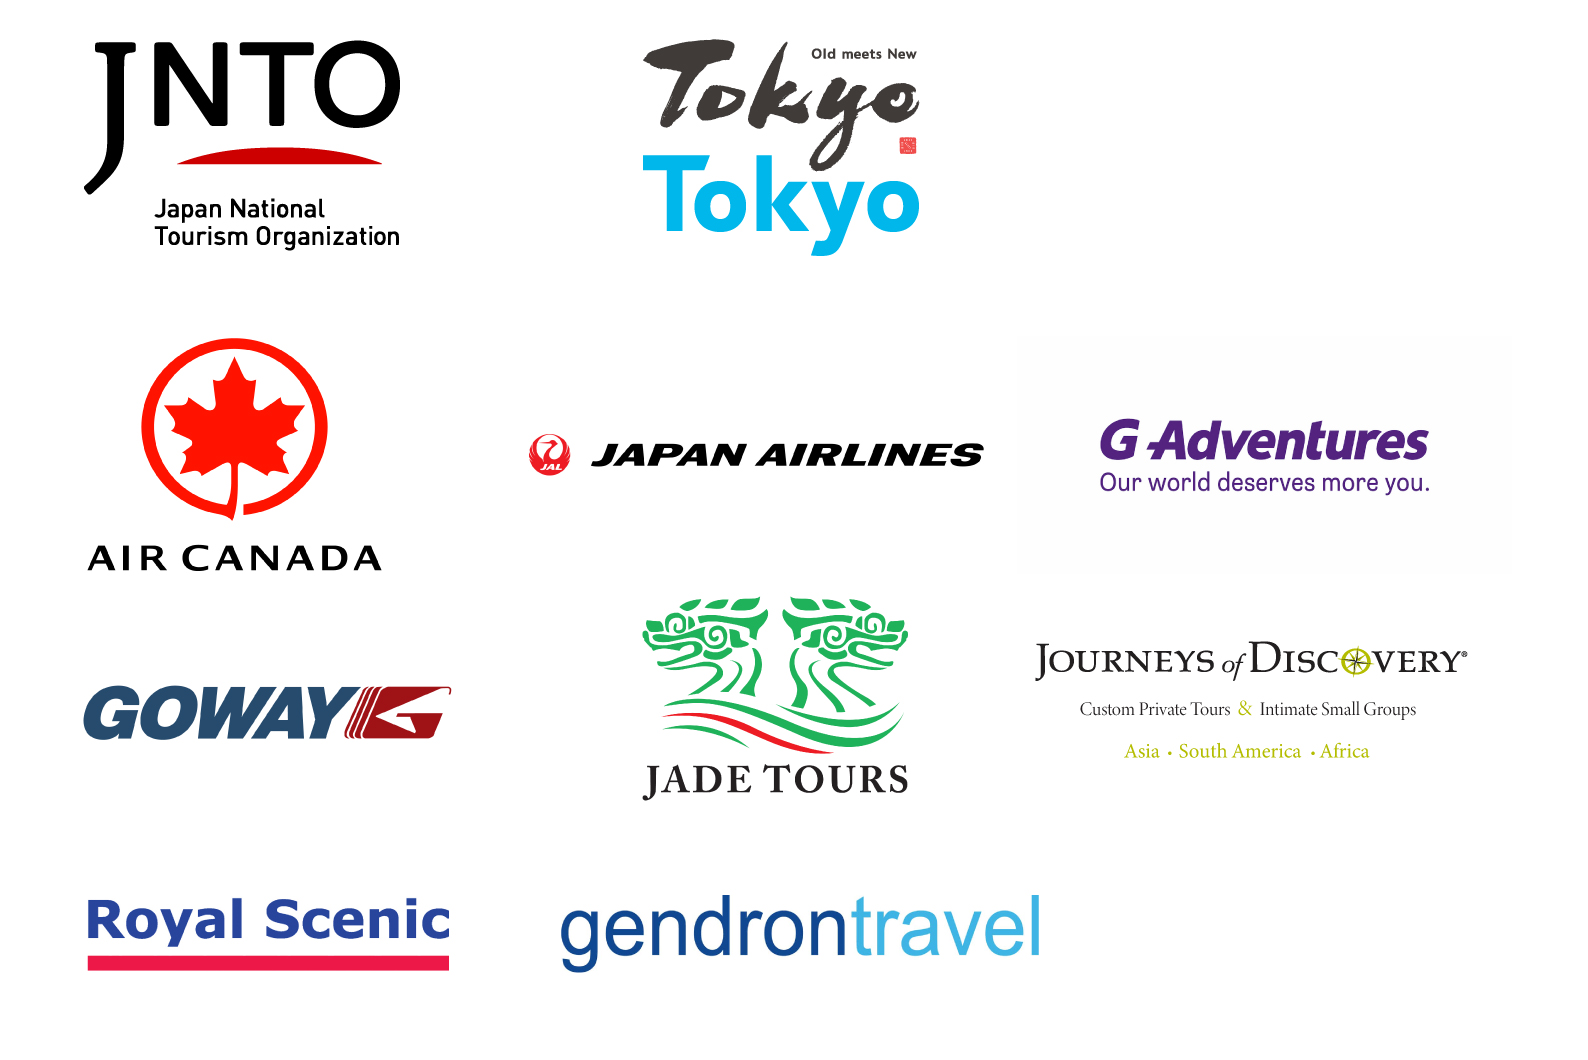 JNTO
Japan National
Tourism Organization
Old meets New
Tokyo
Tokyo
AIR CANADA
JAL
JAPAN AIRLINES
G Adventures
Our world deserves more you.
GOWAY
JADE TOURS
JOURNEYS of DISCOVERY®
Custom Private Tours & Intimate Small Groups
Asia • South America • Africa
Royal Scenic
gendrontravel